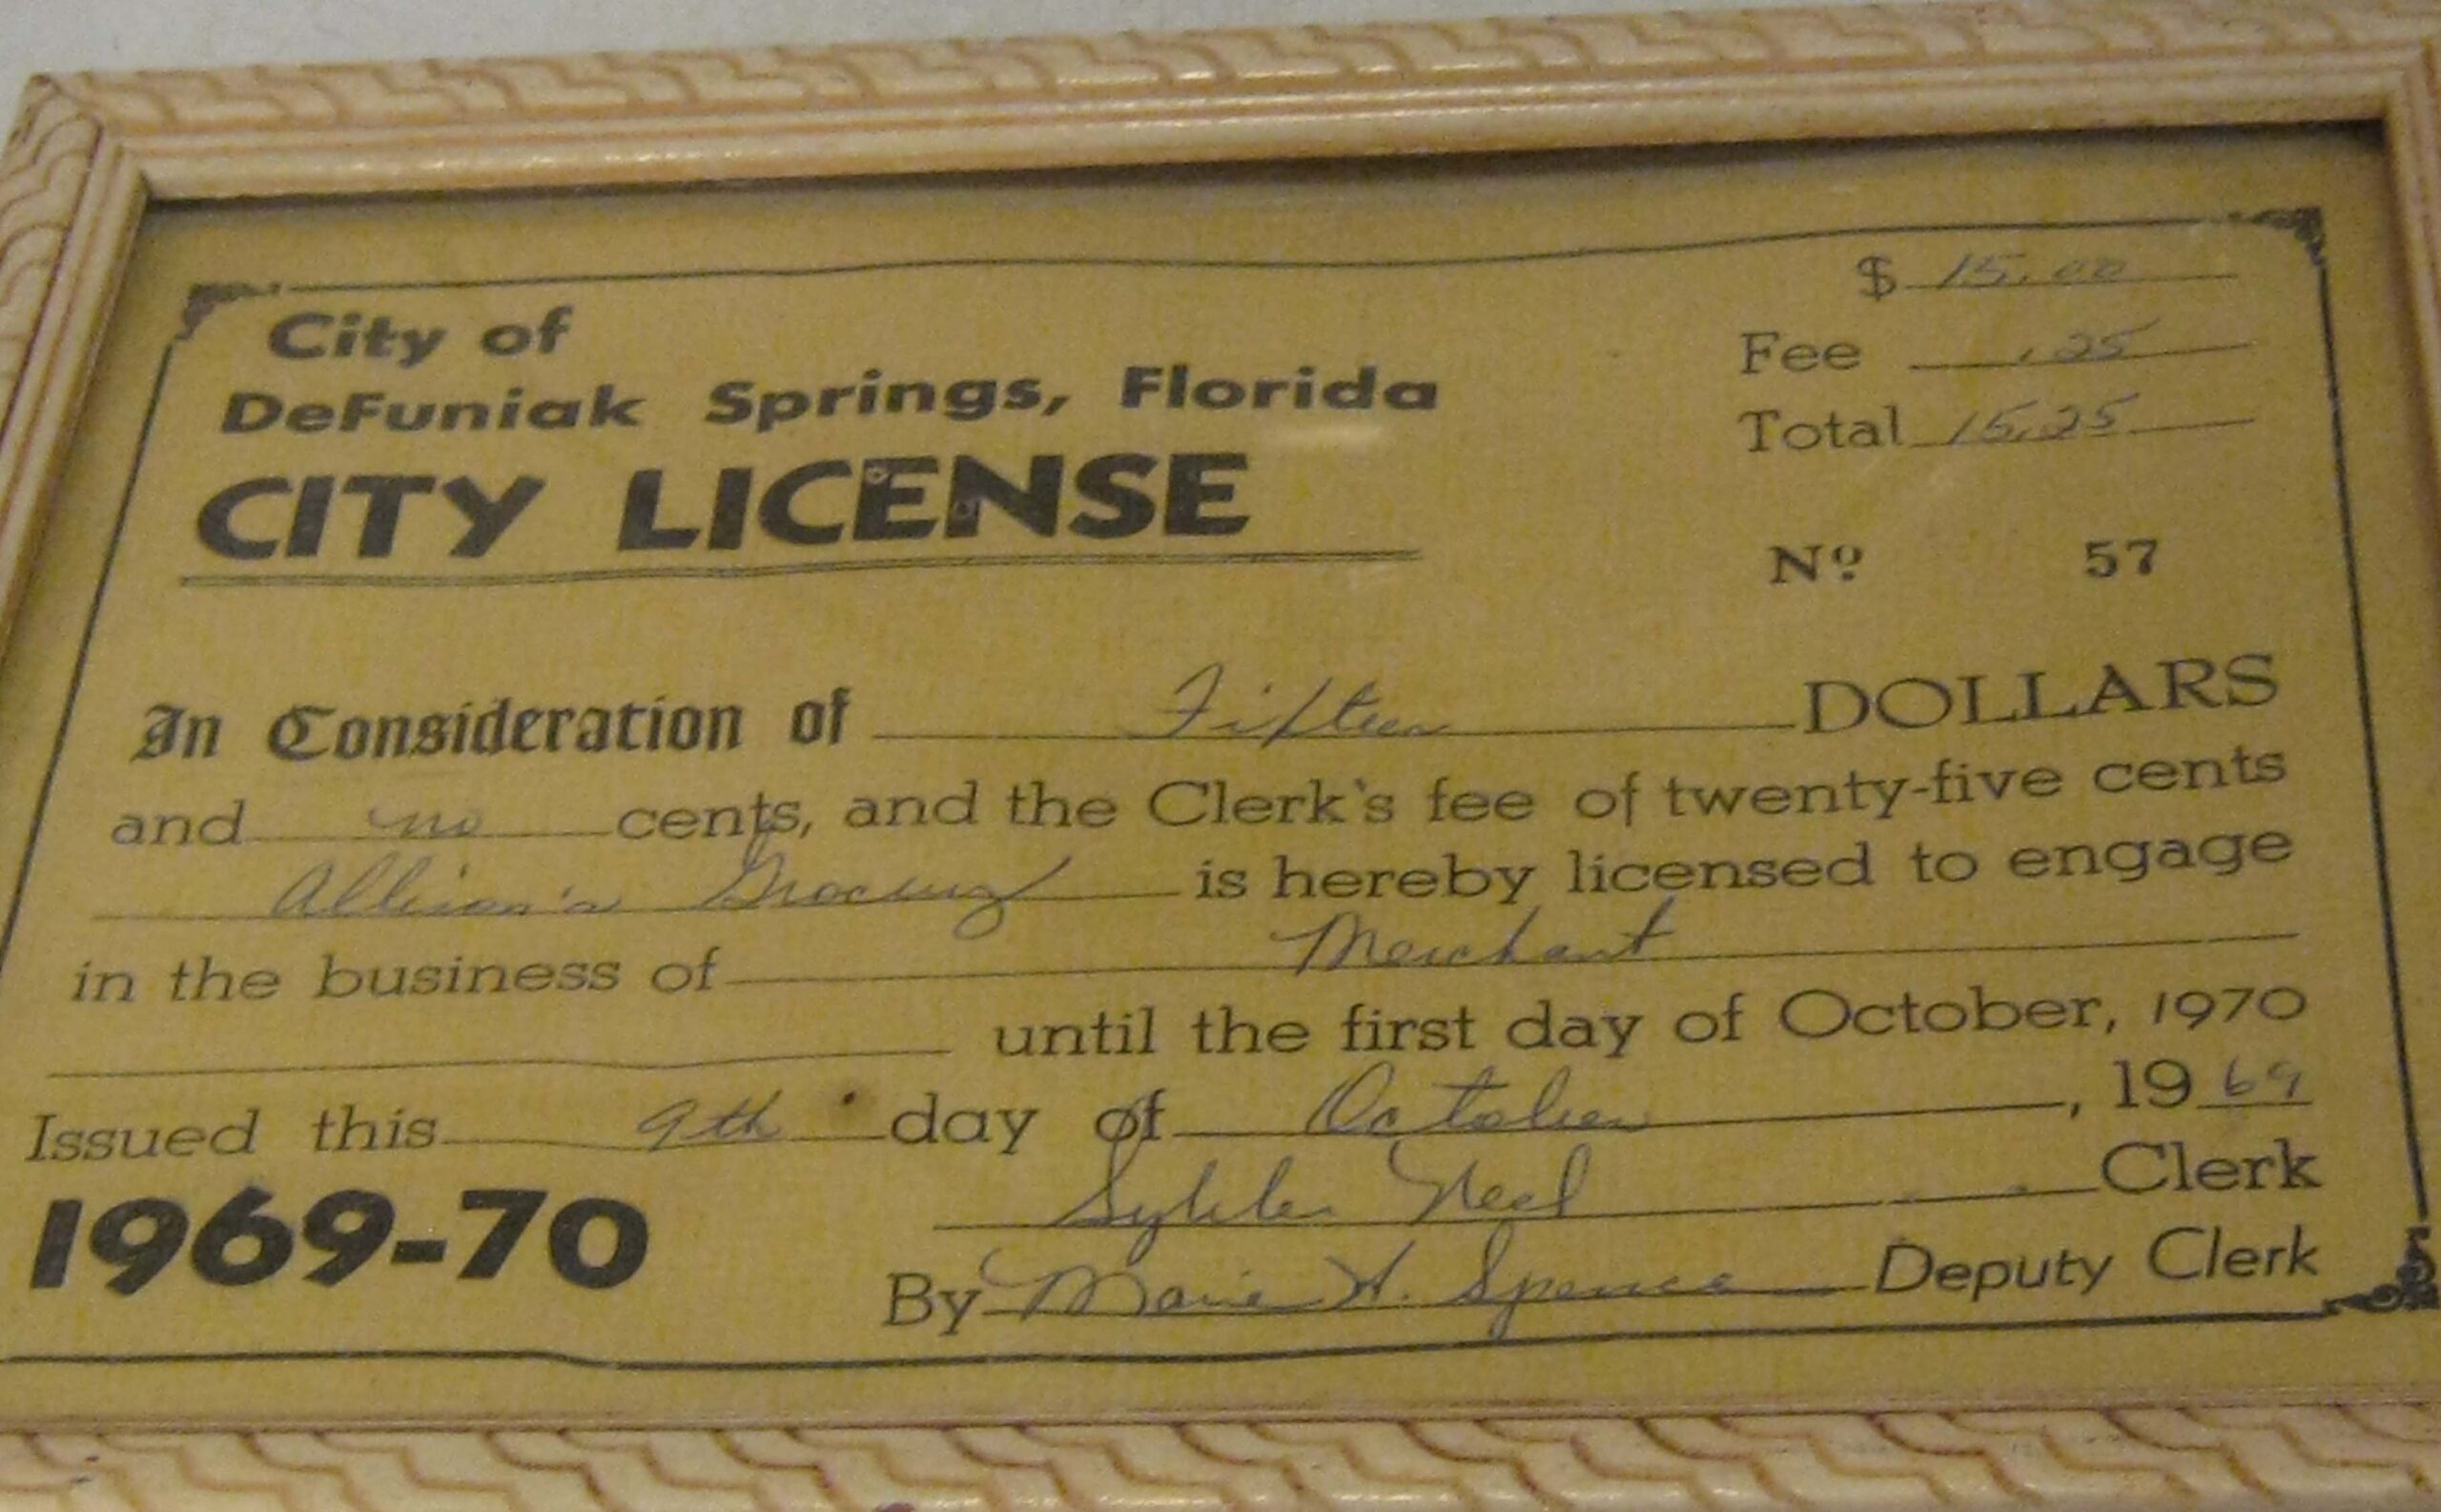 City of
$ 15.00
DeFuniak Springs, Florida
Fee .25
CITY LICENSE
Total 15.25
Nº 57
In Consideration of Fifteen DOLLARS
and no cents, and the Clerk's fee of twenty-five cents
Allison's Grocery is hereby licensed to engage
in the business of Merchant
until the first day of October, 1970
Issued this 9th day of October, 1969
Neel Clerk
1969-70
By Marie H. Spence Deputy Clerk